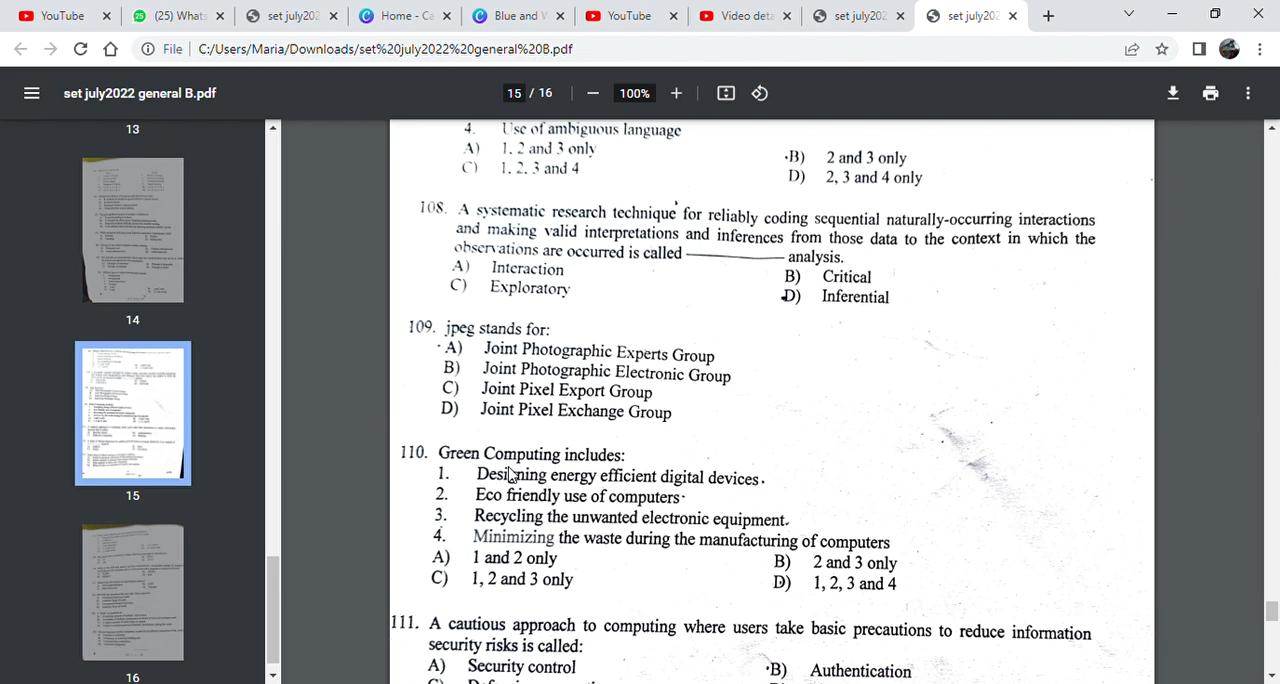 YouTube
(25) Whats
set july202
Home - Ca
Blue and W
YouTube
Video deta
set july202
set july202
File C:/Users/Maria/Downloads/set%20july2022%20general%20B.pdf
set july2022 general B.pdf
15 / 16
100%
13
14
15
16
4. Use of ambiguous language
A) 1, 2 and 3 only B) 2 and 3 only
C) 1, 2, 3 and 4 D) 2, 3 and 4 only
108. A systematic research technique for reliably coding sequential naturally-occurring interactions
and making valid interpretations and inferences from those data to the context in which the
observations are occurred is called ________ analysis.
A) Interaction B) Critical
C) Exploratory D) Inferential
109. jpeg stands for:
A) Joint Photographic Experts Group
B) Joint Photographic Electronic Group
C) Joint Pixel Export Group
D) Joint Pixel Exchange Group
110. Green Computing includes:
1. Designing energy efficient digital devices.
2. Eco friendly use of computers
3. Recycling the unwanted electronic equipment.
4. Minimizing the waste during the manufacturing of computers
A) 1 and 2 only B) 2 and 3 only
C) 1, 2 and 3 only D) 1, 2, 3 and 4
111. A cautious approach to computing where users take basic precautions to reduce information
security risks is called:
A) Security control B) Authentication